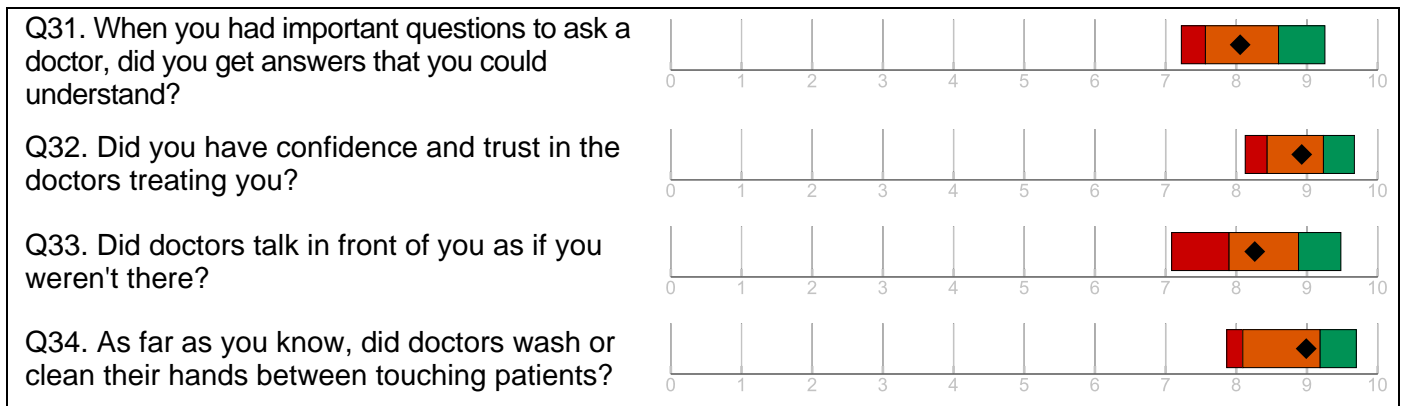 Q31. When you had important questions to ask a
doctor, did you get answers that you could
understand?
0 1 2 3 4 5 6 7 8 9 10
Q32. Did you have confidence and trust in the
doctors treating you?
0 1 2 3 4 5 6 7 8 9 10
Q33. Did doctors talk in front of you as if you
weren't there?
0 1 2 3 4 5 6 7 8 9 10
Q34. As far as you know, did doctors wash or
clean their hands between touching patients?
0 1 2 3 4 5 6 7 8 9 10